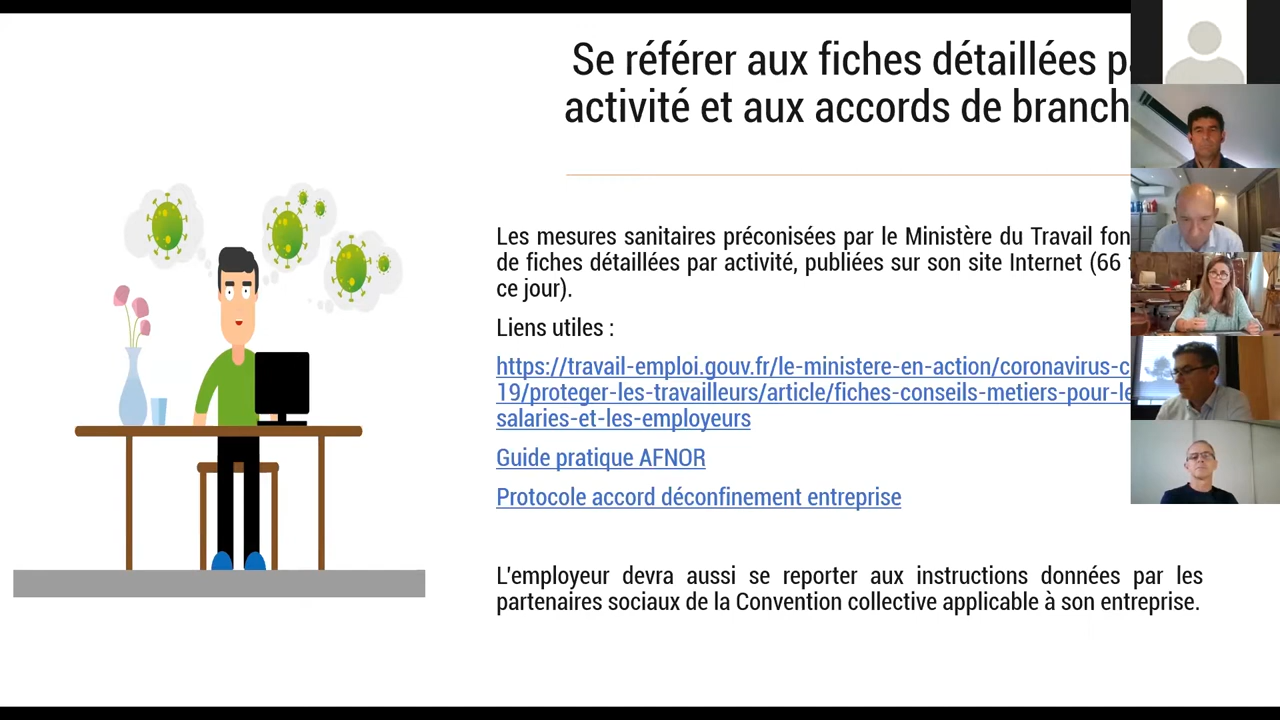 Se référer aux fiches détaillées
activité et aux accords de branch
Les mesures sanitaires préconisées par le Ministère du Travail fon
de fiches détaillées par activité, publiées sur son site Internet (66
ce jour).
Liens utiles :
https://travail-emploi.gouv.fr/le-ministere-en-action/coronavirus-c
19/proteger-les-travailleurs/article/fiches-conseils-metiers-pour-le
salaries-et-les-employeurs
Guide pratique AFNOR
Protocole accord déconfinement entreprise
L'employeur devra aussi se reporter aux instructions données par les
partenaires sociaux de la Convention collective applicable à son entreprise.